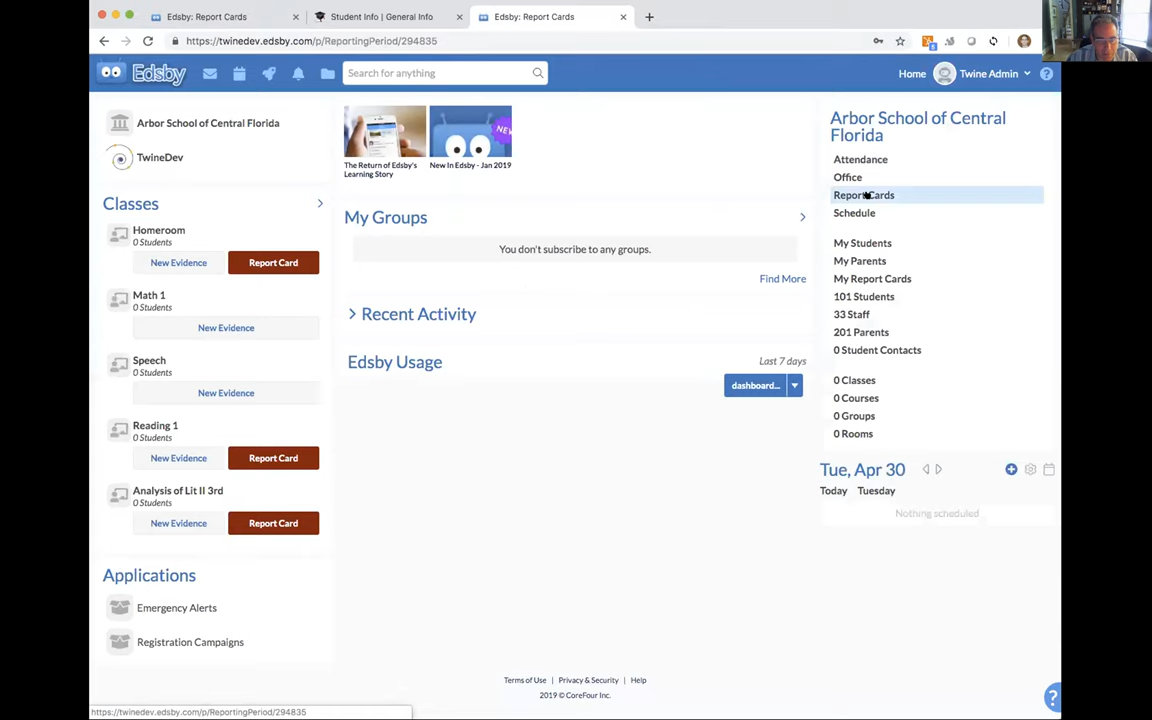 Edsby: Report Cards
Student Info | General Info
Edsby: Report Cards
https://twinedev.edsby.com/p/ReportingPeriod/294835
Edsby
Search for anything
Home
Twine Admin
Arbor School of Central Florida
TwineDev
Classes
Homeroom
0 Students
New Evidence
Report Card
Math 1
0 Students
New Evidence
Speech
0 Students
New Evidence
Reading 1
0 Students
New Evidence
Report Card
Analysis of Lit II 3rd
0 Students
New Evidence
Report Card
Applications
Emergency Alerts
Registration Campaigns
NEW
The Return of Edsby's
Learning Story
New In Edsby - Jan 2019
My Groups
You don't subscribe to any groups.
Find More
Recent Activity
Edsby Usage
Last 7 days
dashboard...
Arbor School of Central
Florida
Attendance
Office
Report Cards
Schedule
My Students
My Parents
My Report Cards
101 Students
33 Staff
201 Parents
0 Student Contacts
0 Classes
0 Courses
0 Groups
0 Rooms
Tue, Apr 30
Today Tuesday
Nothing scheduled
Terms of Use | Privacy & Security | Help
2019 © CoreFour Inc.
?
https://twinedev.edsby.com/p/ReportingPeriod/294835